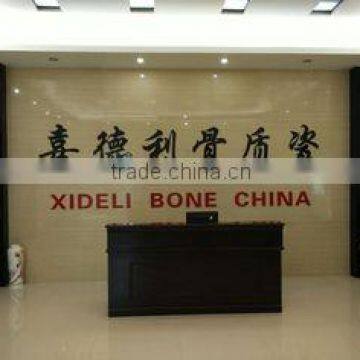 喜德利骨质瓷
trade.china.cn
XIDELI BONE CHINA